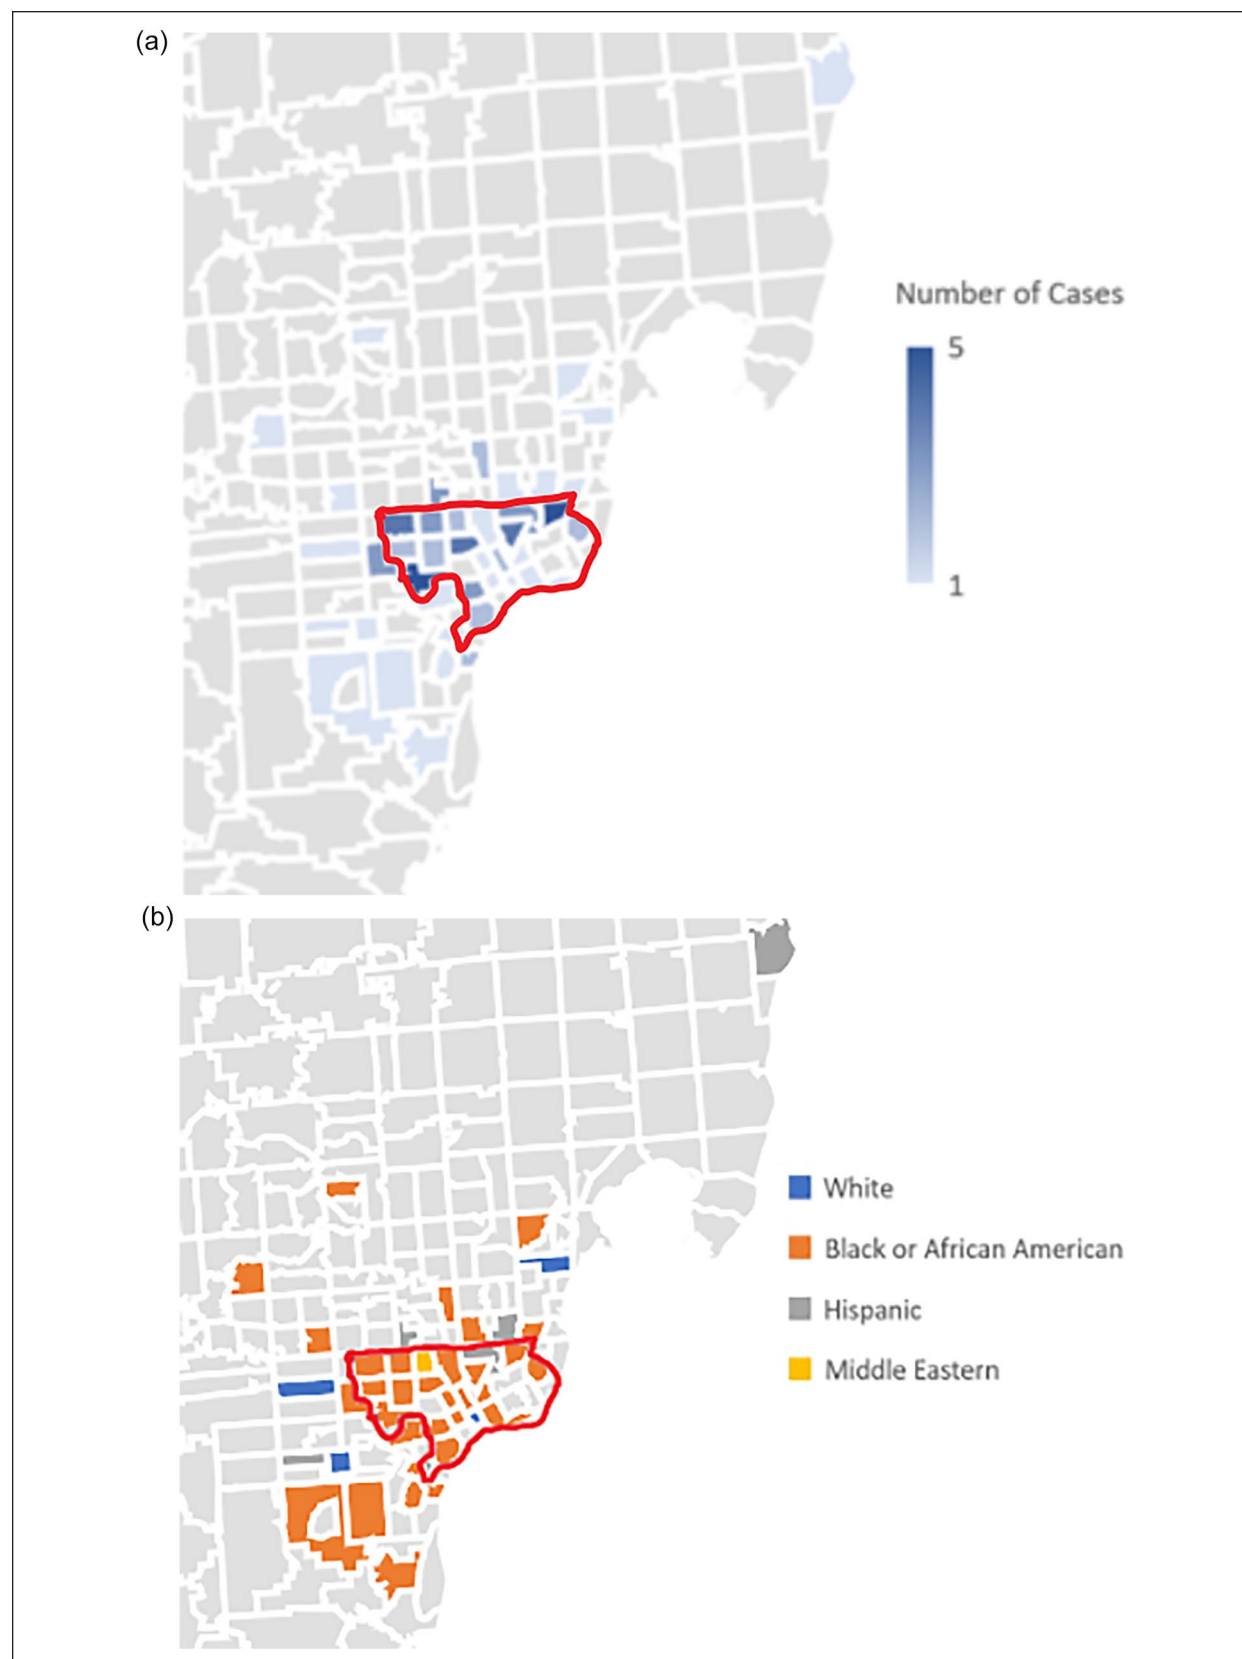 (a)
Number of Cases
5
1
(b)
White
Black or African American
Hispanic
Middle Eastern